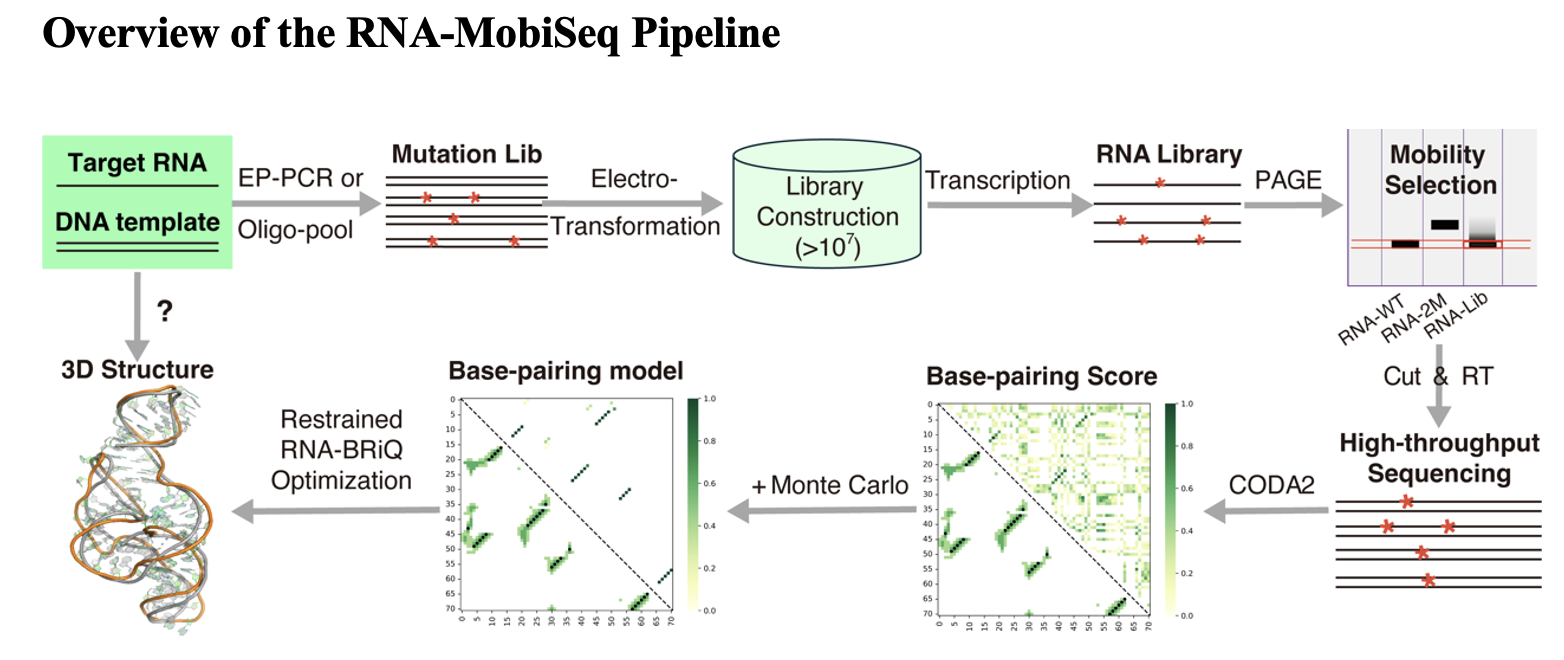 Overview of the RNA-MobiSeq Pipeline
Target RNA
DNA template
EP-PCR or
Oligo-pool
Mutation Lib
Electro-
Transformation
Library
Construction
(>10⁷)
Transcription
RNA Library
PAGE
Mobility
Selection
RNA-WT
RNA-2M
RNA-Lib
?
3D Structure
Restrained
RNA-BRiQ
Optimization
Base-pairing model
0
5
10
15
20
25
30
35
40
45
50
55
60
65
70
0
5
10
15
20
25
30
35
40
45
50
55
60
65
70
1.0
0.8
0.6
0.4
0.2
0.0
+ Monte Carlo
Base-pairing Score
0
5
10
15
20
25
30
35
40
45
50
55
60
65
70
0
5
10
15
20
25
30
35
40
45
50
55
60
65
70
1.0
0.8
0.6
0.4
0.2
0.0
CODA2
Cut & RT
High-throughput
Sequencing